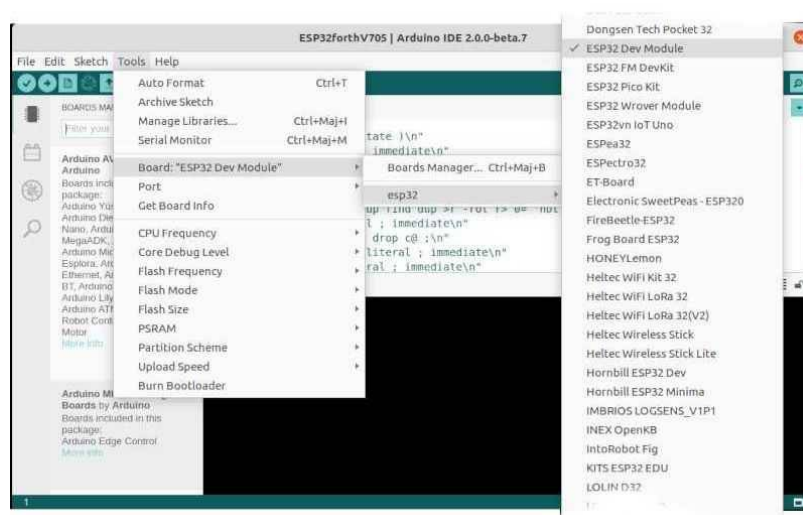 ESP32forthV705 | Arduino IDE 2.0.0-beta.7
File Edit Sketch Tools Help
BOARDS MA
Filter your
Arduino AV
Arduino
Boards incl
package:
Arduino Yún
Arduino Die
Nano, Ardui
MegaADK,
Arduino Mic
Esplora, Ard
Ethernet, Ar
BT, Arduino
Arduino Lily
Arduino ATM
Robot Cont
Motor
More info
Boards by Arduino
Boards included in this
package:
Arduino Edge Control
More info
Auto Format Ctrl+T
Archive Sketch
Manage Libraries... Ctrl+Maj+I
Serial Monitor Ctrl+Maj+M
Board: "ESP32 Dev Module"
Port
Get Board Info
CPU Frequency
Core Debug Level
Flash Frequency
Flash Mode
Flash Size
PSRAM
Partition Scheme
Upload Speed
Burn Bootloader
tate )\n"
immediate\n"
Boards Manager... Ctrl+Maj+B
esp32
l ; immediate\n"
drop c@ ;\n"
literal ; immediate\n"
ral ; immediate\n"
Dongsen Tech Pocket 32
✓ ESP32 Dev Module
ESP32 FM DevKit
ESP32 Pico Kit
ESP32 Wrover Module
ESP32vn IoT Uno
ESPea32
ESPectro32
ET-Board
Electronic SweetPeas - ESP320
FireBeetle-ESP32
Frog Board ESP32
HONEYLemon
Heltec WiFi Kit 32
Heltec WiFi LoRa 32
Heltec WiFi LoRa 32(V2)
Heltec Wireless Stick
Heltec Wireless Stick Lite
Hornbill ESP32 Dev
Hornbill ESP32 Minima
IMBRIOS LOGSENS_V1P1
INEX OpenKB
IntoRobot Fig
KITS ESP32 EDU
LOLIN D32
1